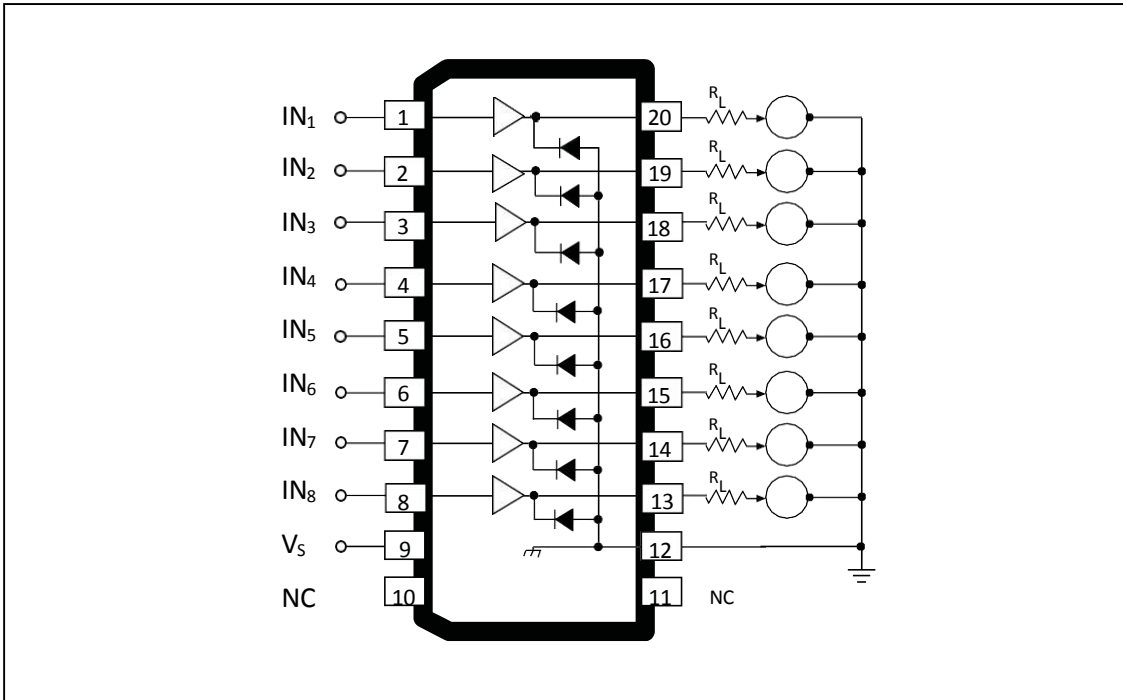 IN₁ 1 20 R_L
IN₂ 2 19 R_L
IN₃ 3 18 R_L
IN₄ 4 17 R_L
IN₅ 5 16 R_L
IN₆ 6 15 R_L
IN₇ 7 14 R_L
IN₈ 8 13 R_L
V_S 9 12
NC 10 11 NC